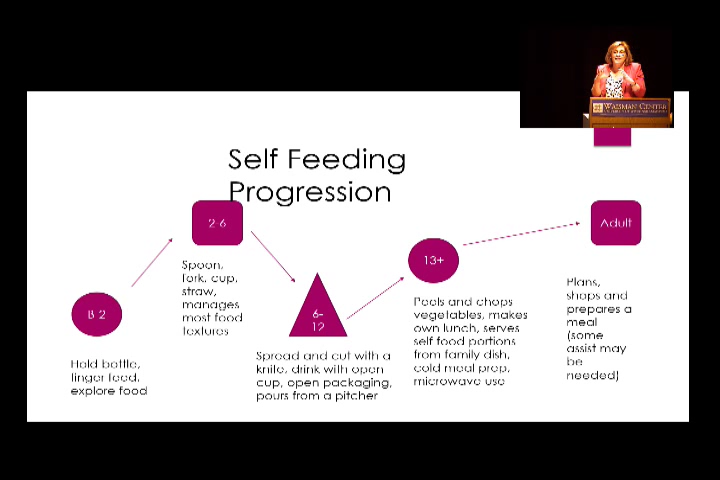 WAISMAN CENTER
Self Feeding
Progression
B-2
Hold bottle,
finger feed,
explore food
2-6
Spoon,
fork, cup,
straw,
manages
most food
textures
6-
12
Spread and cut with a
knife, drink with open
cup, open packaging,
pours from a pitcher
13+
Peels and chops
vegetables, makes
own lunch, serves
self food portions
from family dish,
cold meal prep,
microwave use
Adult
Plans,
shops and
prepares a
meal
(some
assist may
be
needed)